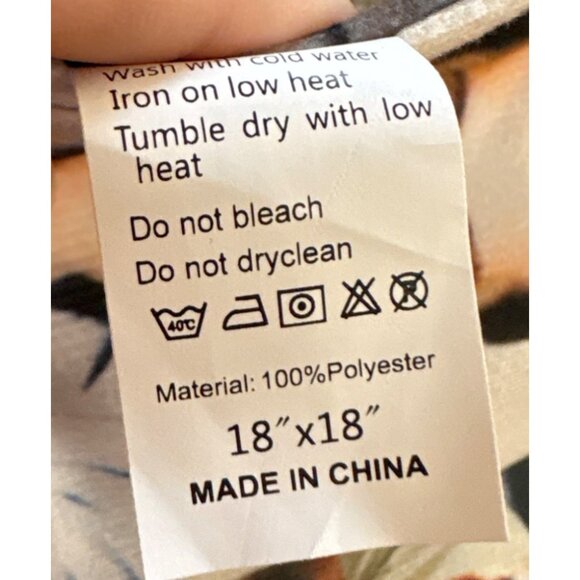 Wash with cold water
Iron on low heat
Tumble dry with low
heat
Do not bleach
Do not dryclean
40℃
Material: 100%Polyester
18"x18"
MADE IN CHINA